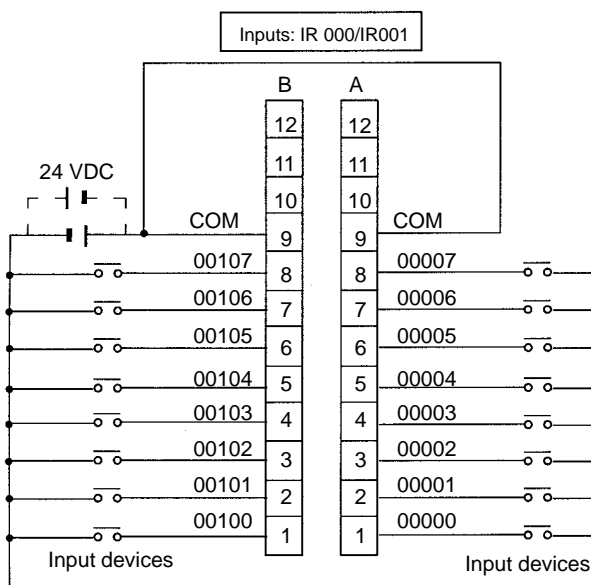 Inputs: IR 000/IR001
B A
12 12
11 11
24 VDC
10 10
COM 9 COM 9
00107 8 8 00007
00106 7 7 00006
00105 6 6 00005
00104 5 5 00004
00103 4 4 00003
00102 3 3 00002
00101 2 2 00001
00100 1 1 00000
Input devices Input devices